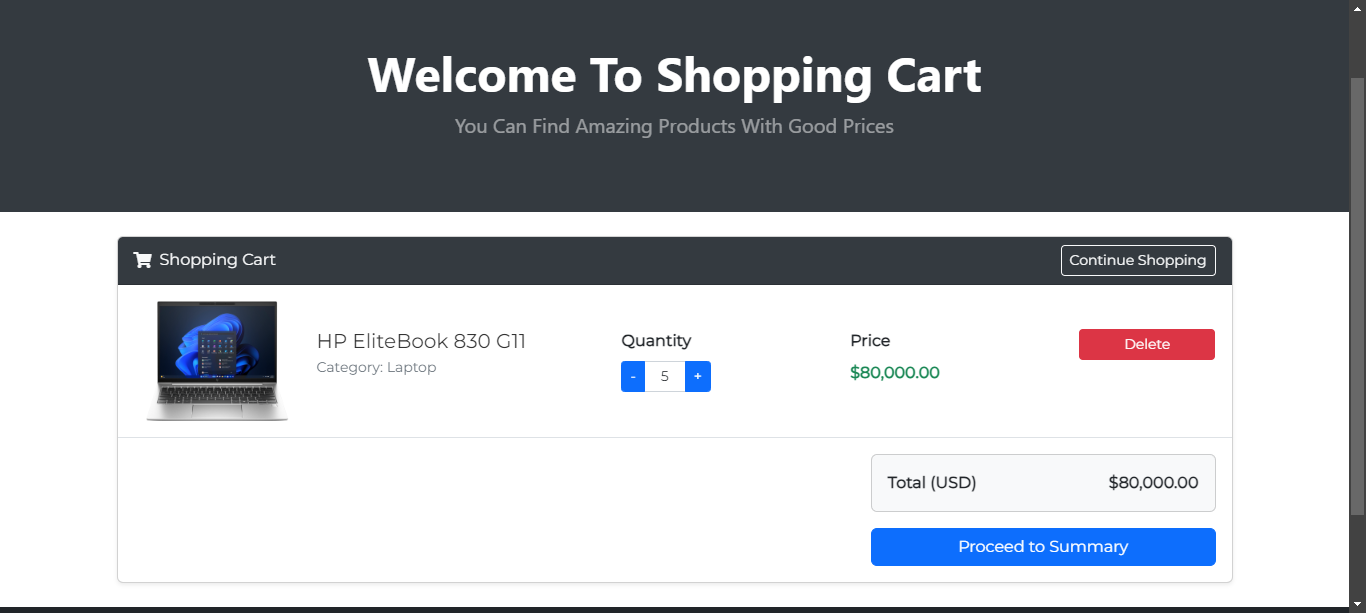 Welcome To Shopping Cart
You Can Find Amazing Products With Good Prices
Shopping Cart
Continue Shopping
HP EliteBook 830 G11
Category: Laptop
Quantity
- 5 +
Price
$80,000.00
Delete
Total (USD) $80,000.00
Proceed to Summary